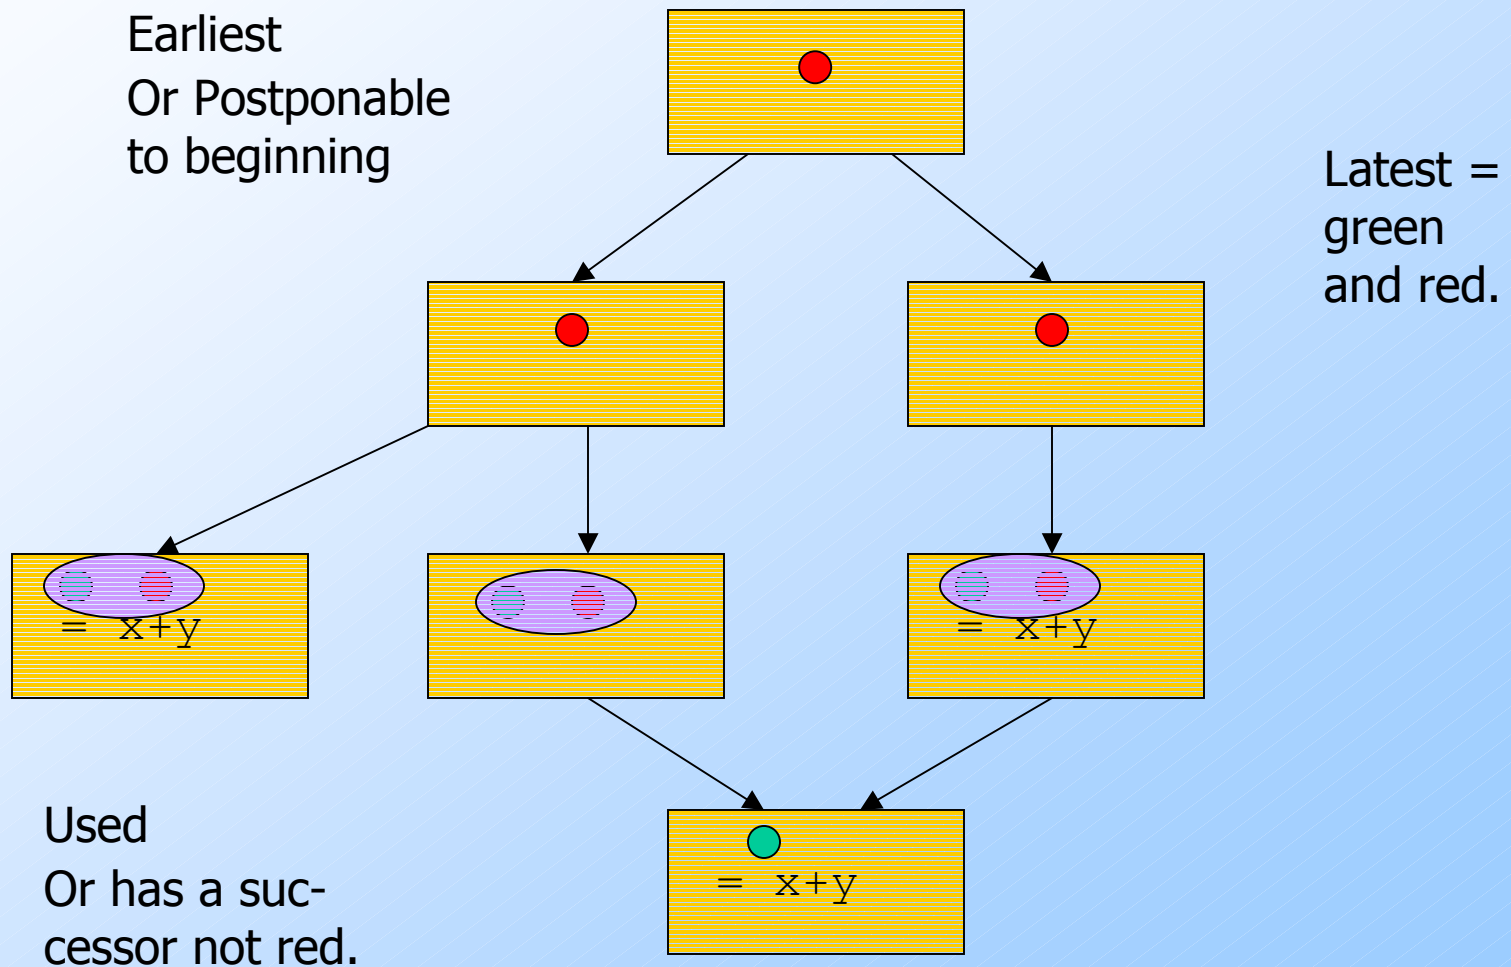 Earliest
Or Postponable
to beginning
Latest =
green
and red.
= x+y
= x+y
Used
Or has a suc-
cessor not red.
= x+y